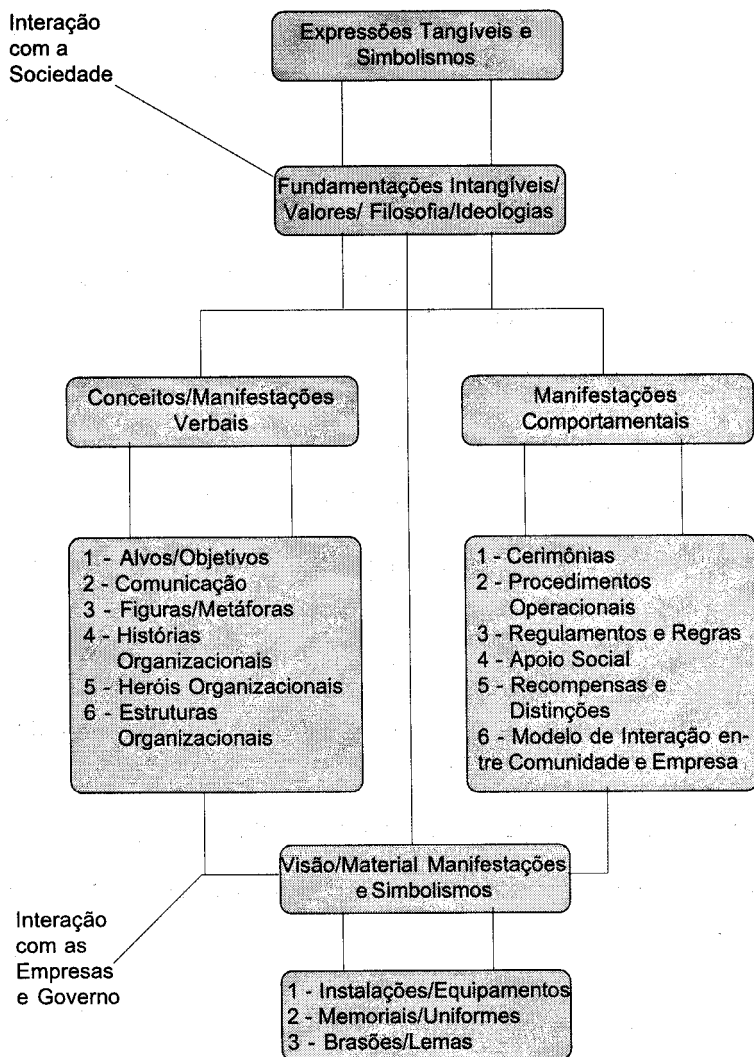 Interação
com a
Sociedade
Expressões Tangíveis e
Simbolismos
Fundamentações Intangíveis/
Valores/ Filosofia/Ideologias
Conceitos/Manifestações
Verbais
Manifestações
Comportamentais
1 - Alvos/Objetivos
2 - Comunicação
3 - Figuras/Metáforas
4 - Histórias
Organizacionais
5 - Heróis Organizacionais
6 - Estruturas
Organizacionais
1 - Cerimônias
2 - Procedimentos
Operacionais
3 - Regulamentos e Regras
4 - Apoio Social
5 - Recompensas e
Distinções
6 - Modelo de Interação en-
tre Comunidade e Empresa
Visão/Material Manifestações
e Simbolismos
Interação
com as
Empresas
e Governo
1 - Instalações/Equipamentos
2 - Memoriais/Uniformes
3 - Brasões/Lemas